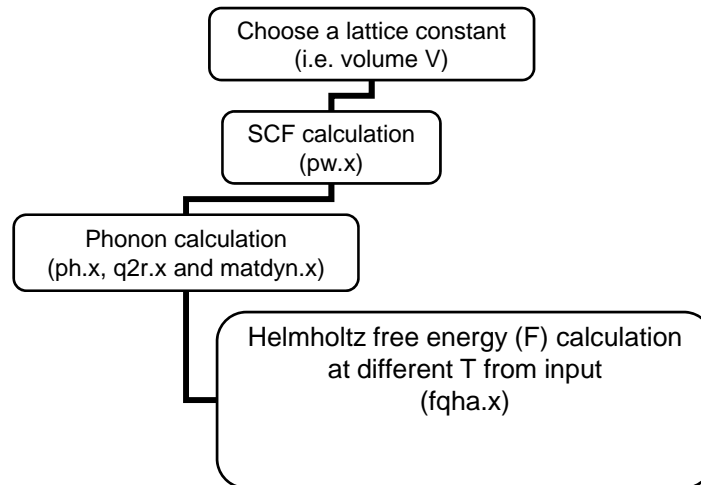 Choose a lattice constant
(i.e. volume V)
SCF calculation
(pw.x)
Phonon calculation
(ph.x, q2r.x and matdyn.x)
Helmholtz free energy (F) calculation
at different T from input
(fqha.x)